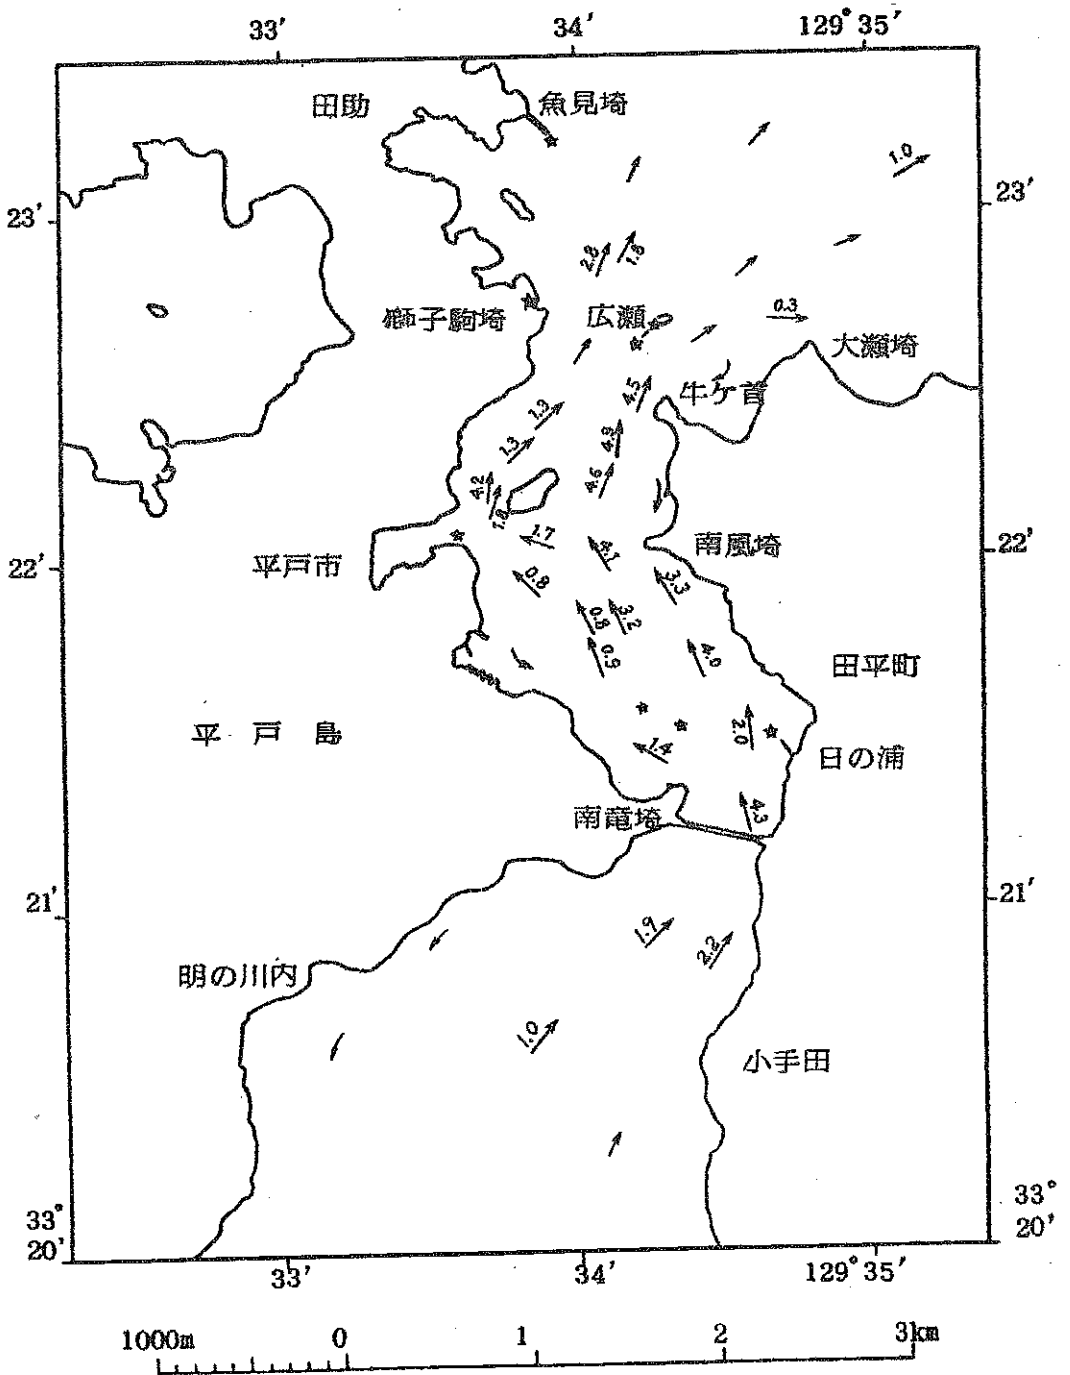 33′ 34′ 129°35′
田助 魚見埼
1.0
23′ 23′
2.8 1.8
獅子駒埼 広瀬 0.3
大瀬埼
4.5 牛ケ首
1.3
1.3 4.9
4.2 4.6
1.8
1.7 4.1 南風埼
22′ 平戸市 22′
0.8 3.3
0.8 3.2
0.9 4.0 田平町
平戸島 2.0
1.4 日の浦
南竜埼 4.3
21′ 21′
1.9 2.2
明の川内
1.0 小手田
33° 33°
20′ 20′
33′ 34′ 129°35′
1000m 0 1 2 3km